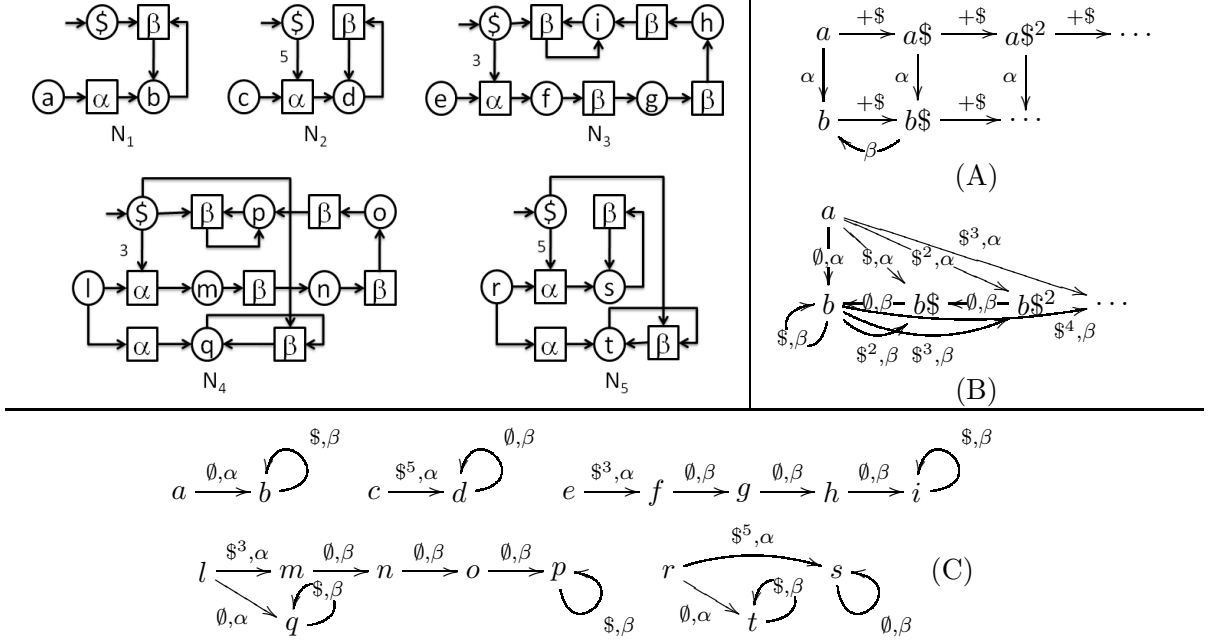 $ β $ β $ β i β h
5 3
a α b c α d e α f β g β
N₁ N₂ N₃
$ β p β o $ β
3 5
l α m β n β r α s
α q β α t β
N₄ N₅
a +$ a$ +$ a$² +$ ···
α α α
b +$ b$ +$ ···
β
(A)
a
$³,α
∅,α $,α $²,α
b ∅,β b$ ∅,β b$² ···
$,β $²,β $³,β $⁴,β
(B)
$,β ∅,β $,β
a ∅,α b c $⁵,α d e $³,α f ∅,β g ∅,β h ∅,β i
l $³,α m ∅,β n ∅,β o ∅,β p r $⁵,α s (C)
∅,α q $,β $,β ∅,α t $,β ∅,β